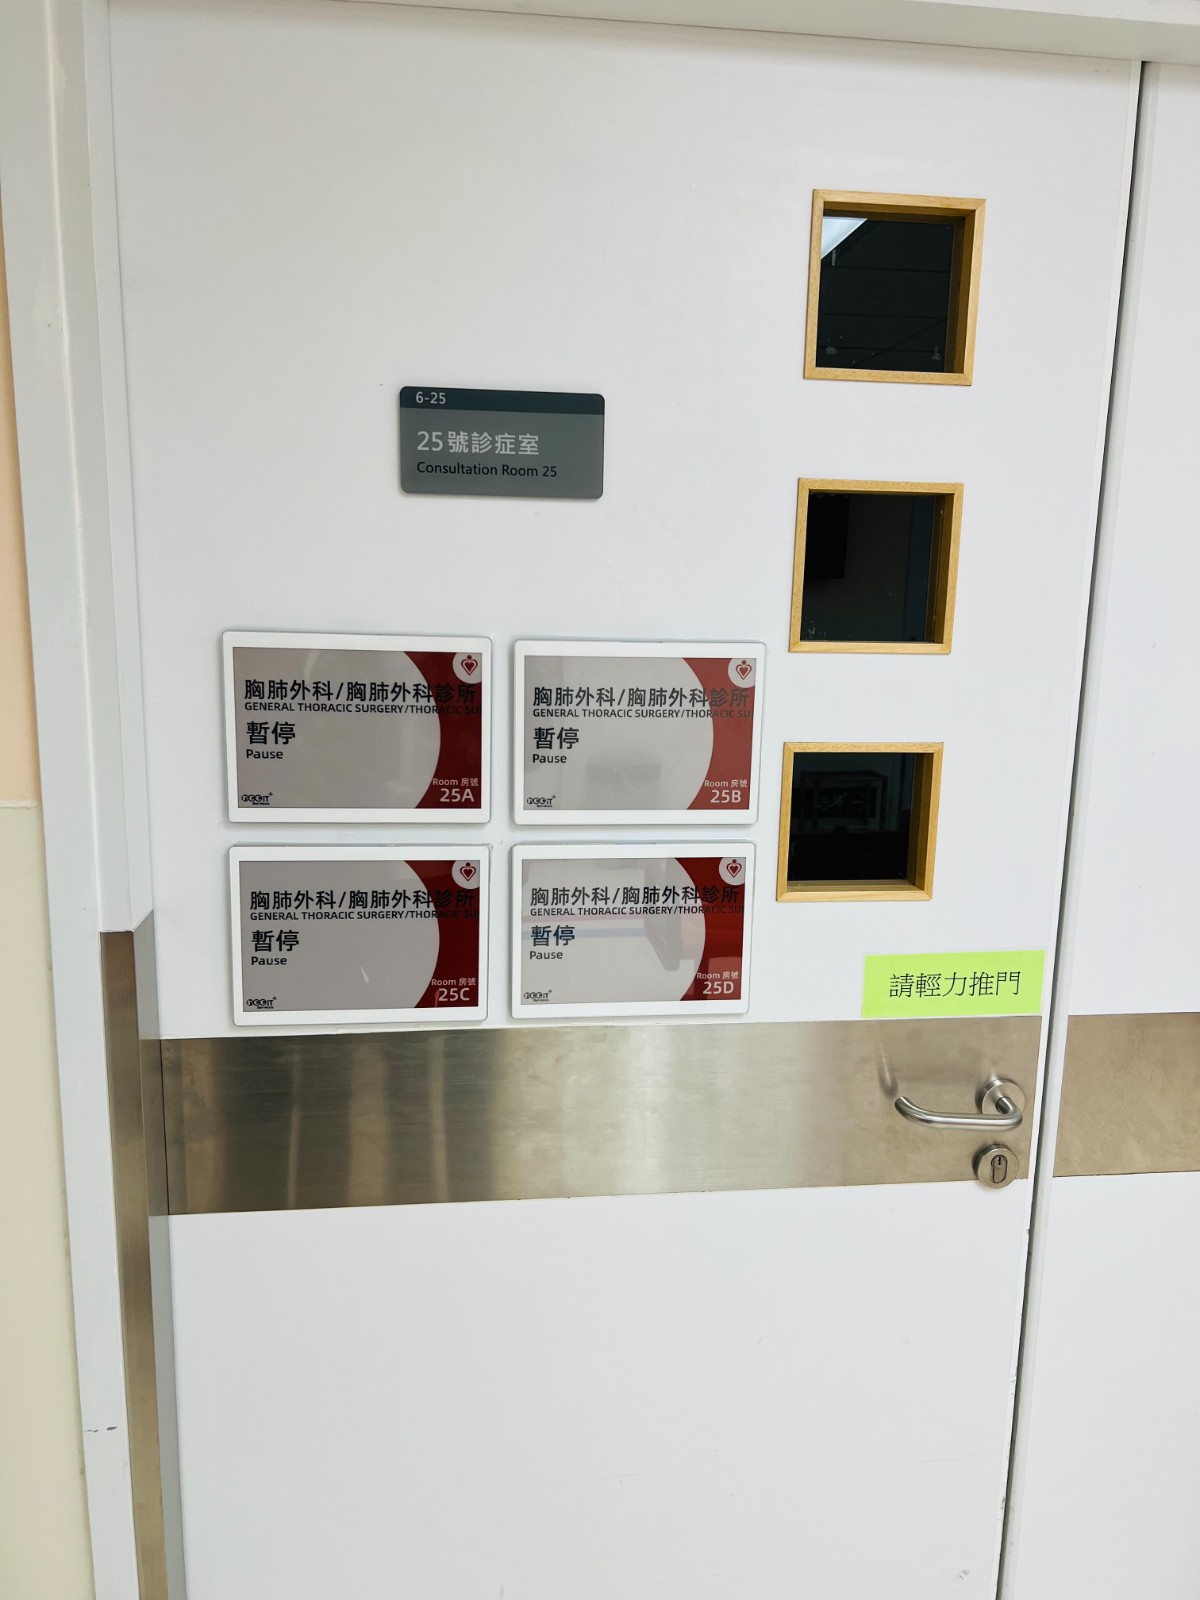 6-25
25號診症室
Consultation Room 25
胸肺外科/胸肺外科診所
GENERAL THORACIC SURGERY/THORACIC SU
暫停
Pause
Room 房號
25A
胸肺外科/胸肺外科診所
GENERAL THORACIC SURGERY/THORACIC SU
暫停
Pause
Room 房號
25B
胸肺外科/胸肺外科診所
GENERAL THORACIC SURGERY/THORACIC SU
暫停
Pause
Room 房號
25C
胸肺外科/胸肺外科診所
GENERAL THORACIC SURGERY/THORACIC SU
暫停
Pause
Room 房號
25D
請輕力推門